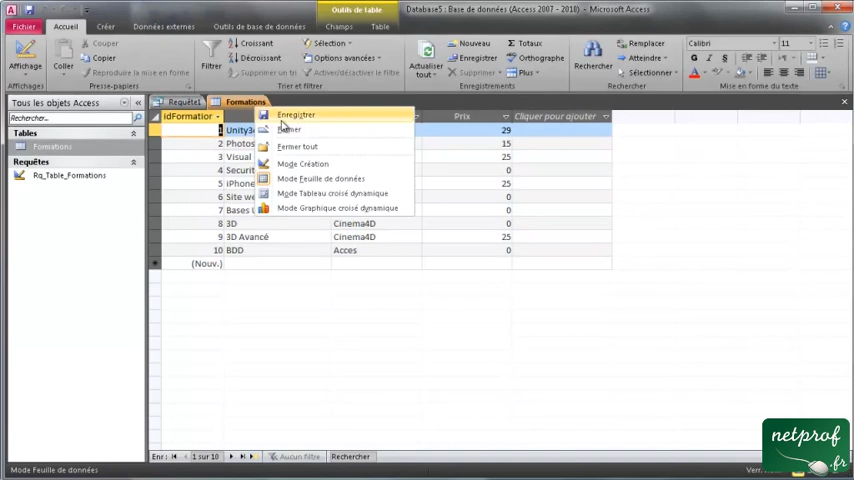 Outils de table
Database5 : Base de données (Access 2007 - 2010) - Microsoft Access
Fichier Accueil Créer Données externes Outils de base de données Champs Table
Affichage
Coller
Couper
Copier
Reproduire la mise en forme
Presse-papiers
Filtrer
Croissant
Décroissant
Supprimer un tri
Sélection
Options avancées
Trier et filtrer
Actualiser
tout
Nouveau
Enregistrer
Supprimer
Totaux
Orthographe
Plus
Enregistrements
Rechercher
Remplacer
Atteindre
Sélectionner
Rechercher
Calibri 11
G I S
Mise en forme du texte
Tous les objets Access
Rechercher...
Tables
Formations
Requêtes
Rq_Table_Formations
Requête1 Formations
idFormation Prix Cliquer pour ajouter
1 Unity3 29
2 Photos 15
3 Visual 25
4 Securit 0
5 iPhone 25
6 Site we 0
7 Bases 0
8 3D Cinema4D 0
9 3D Avancé Cinema4D 25
10 BDD Acces 0
(Nouv.)
Enregistrer
Fermer
Fermer tout
Mode Création
Mode Feuille de données
Mode Tableau croisé dynamique
Mode Graphique croisé dynamique
Enr : 1 sur 10 Aucun filtre Rechercher
Mode Feuille de données
Verr.
netprof
.fr